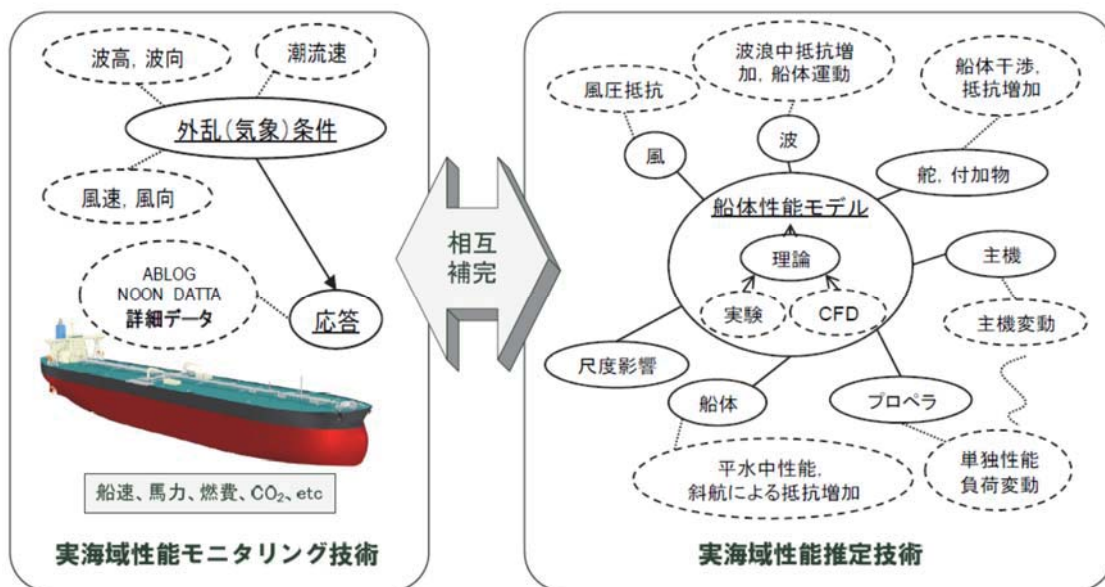 波高, 波向
潮流速
外乱(気象)条件
風速, 風向
ABLOG
NOON DATTA
詳細データ
応答
船速、馬力、燃費、CO₂、etc
実海域性能モニタリング技術
相互
補完
風圧抵抗
波浪中抵抗増
加, 船体運動
船体干渉,
抵抗増加
風
波
舵, 付加物
船体性能モデル
理論
実験
CFD
主機
主機変動
尺度影響
船体
プロペラ
平水中性能,
斜航による抵抗増加
単独性能
負荷変動
実海域性能推定技術